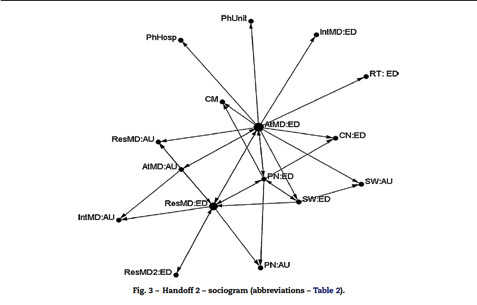 PhUnit
IntMD:ED
PhHosp
RT: ED
CM
AtMD:ED
ResMD:AU
CN:ED
AtMD:AU
PN:ED
SW:AU
ResMD:ED
SW:ED
IntMD:AU
ResMD2:ED
PN:AU
Fig. 3 – Handoff 2 – sociogram (abbreviations – Table 2).